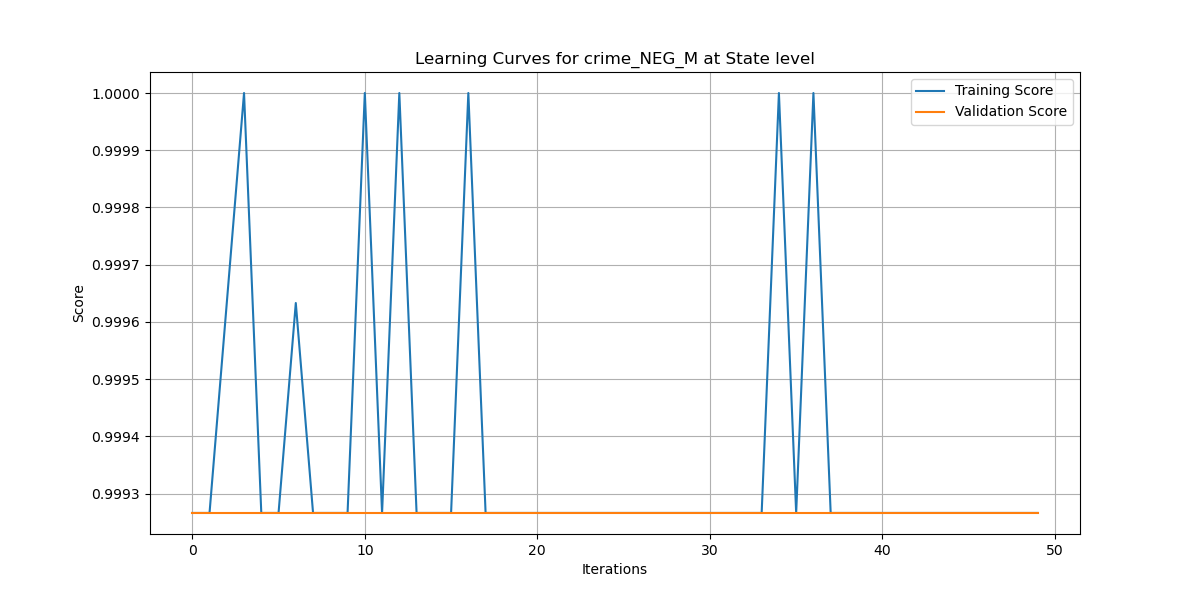 Learning Curves for crime_NEG_M at State level
Training Score
Validation Score
1.0000
0.9999
0.9998
0.9997
0.9996
0.9995
0.9994
0.9993
Score
0 10 20 30 40 50
Iterations